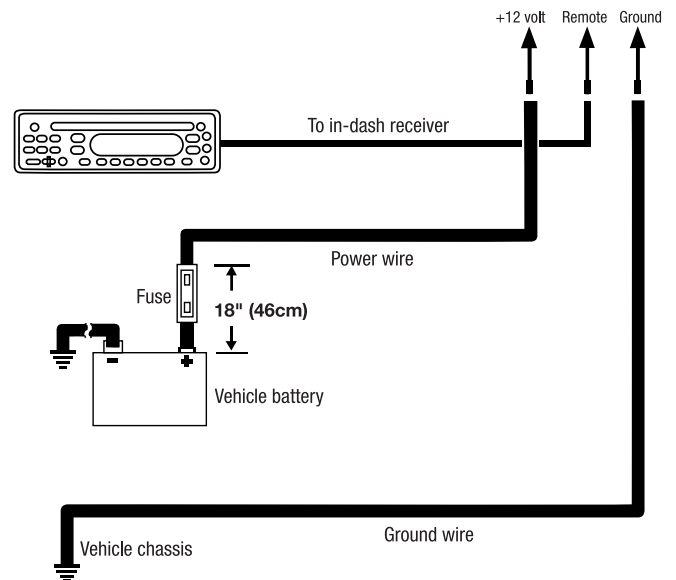 +12 volt Remote Ground
To in-dash receiver
Power wire
Fuse
18" (46cm)
Vehicle battery
Ground wire
Vehicle chassis